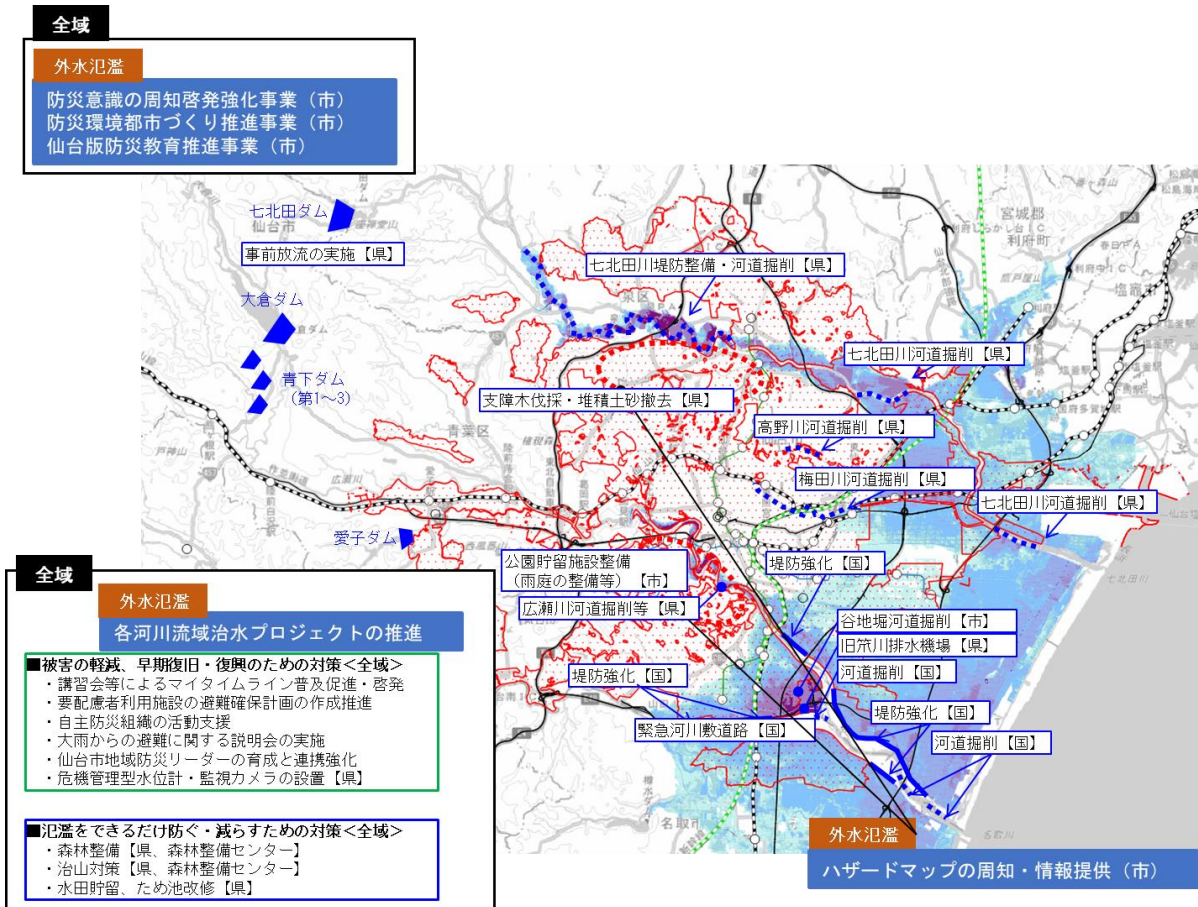 全域
外水氾濫
防災意識の周知啓発強化事業（市）
防災環境都市づくり推進事業（市）
仙台版防災教育推進事業（市）
七北田ダム
仙台市
事前放流の実施【県】
大倉ダム
青下ダム
（第1～3）
愛子ダム
青葉区
泉区
宮城郡
利府町
七北田川堤防整備・河道掘削【県】
七北田川河道掘削【県】
支障木伐採・堆積土砂撤去【県】
高野川河道掘削【県】
梅田川河道掘削【県】
七北田川河道掘削【県】
公園貯留施設整備
（雨庭の整備等）【市】
広瀬川河道掘削等【県】
堤防強化【国】
谷地堀河道掘削【市】
旧笊川排水機場【県】
河道掘削【国】
堤防強化【国】
緊急河川敷道路【国】
堤防強化【国】
河道掘削【国】
七北田川
名取川
名取市
戸神山
広瀬川
外水氾濫
ハザードマップの周知・情報提供（市）
全域
外水氾濫
各河川流域治水プロジェクトの推進
■被害の軽減、早期復旧・復興のための対策＜全域＞
・講習会等によるマイタイムライン普及促進・啓発
・要配慮者利用施設の避難確保計画の作成推進
・自主防災組織の活動支援
・大雨からの避難に関する説明会の実施
・仙台市地域防災リーダーの育成と連携強化
・危機管理型水位計・監視カメラの設置【県】
■氾濫をできるだけ防ぐ・減らすための対策＜全域＞
・森林整備【県、森林整備センター】
・治山対策【県、森林整備センター】
・水田貯留、ため池改修【県】